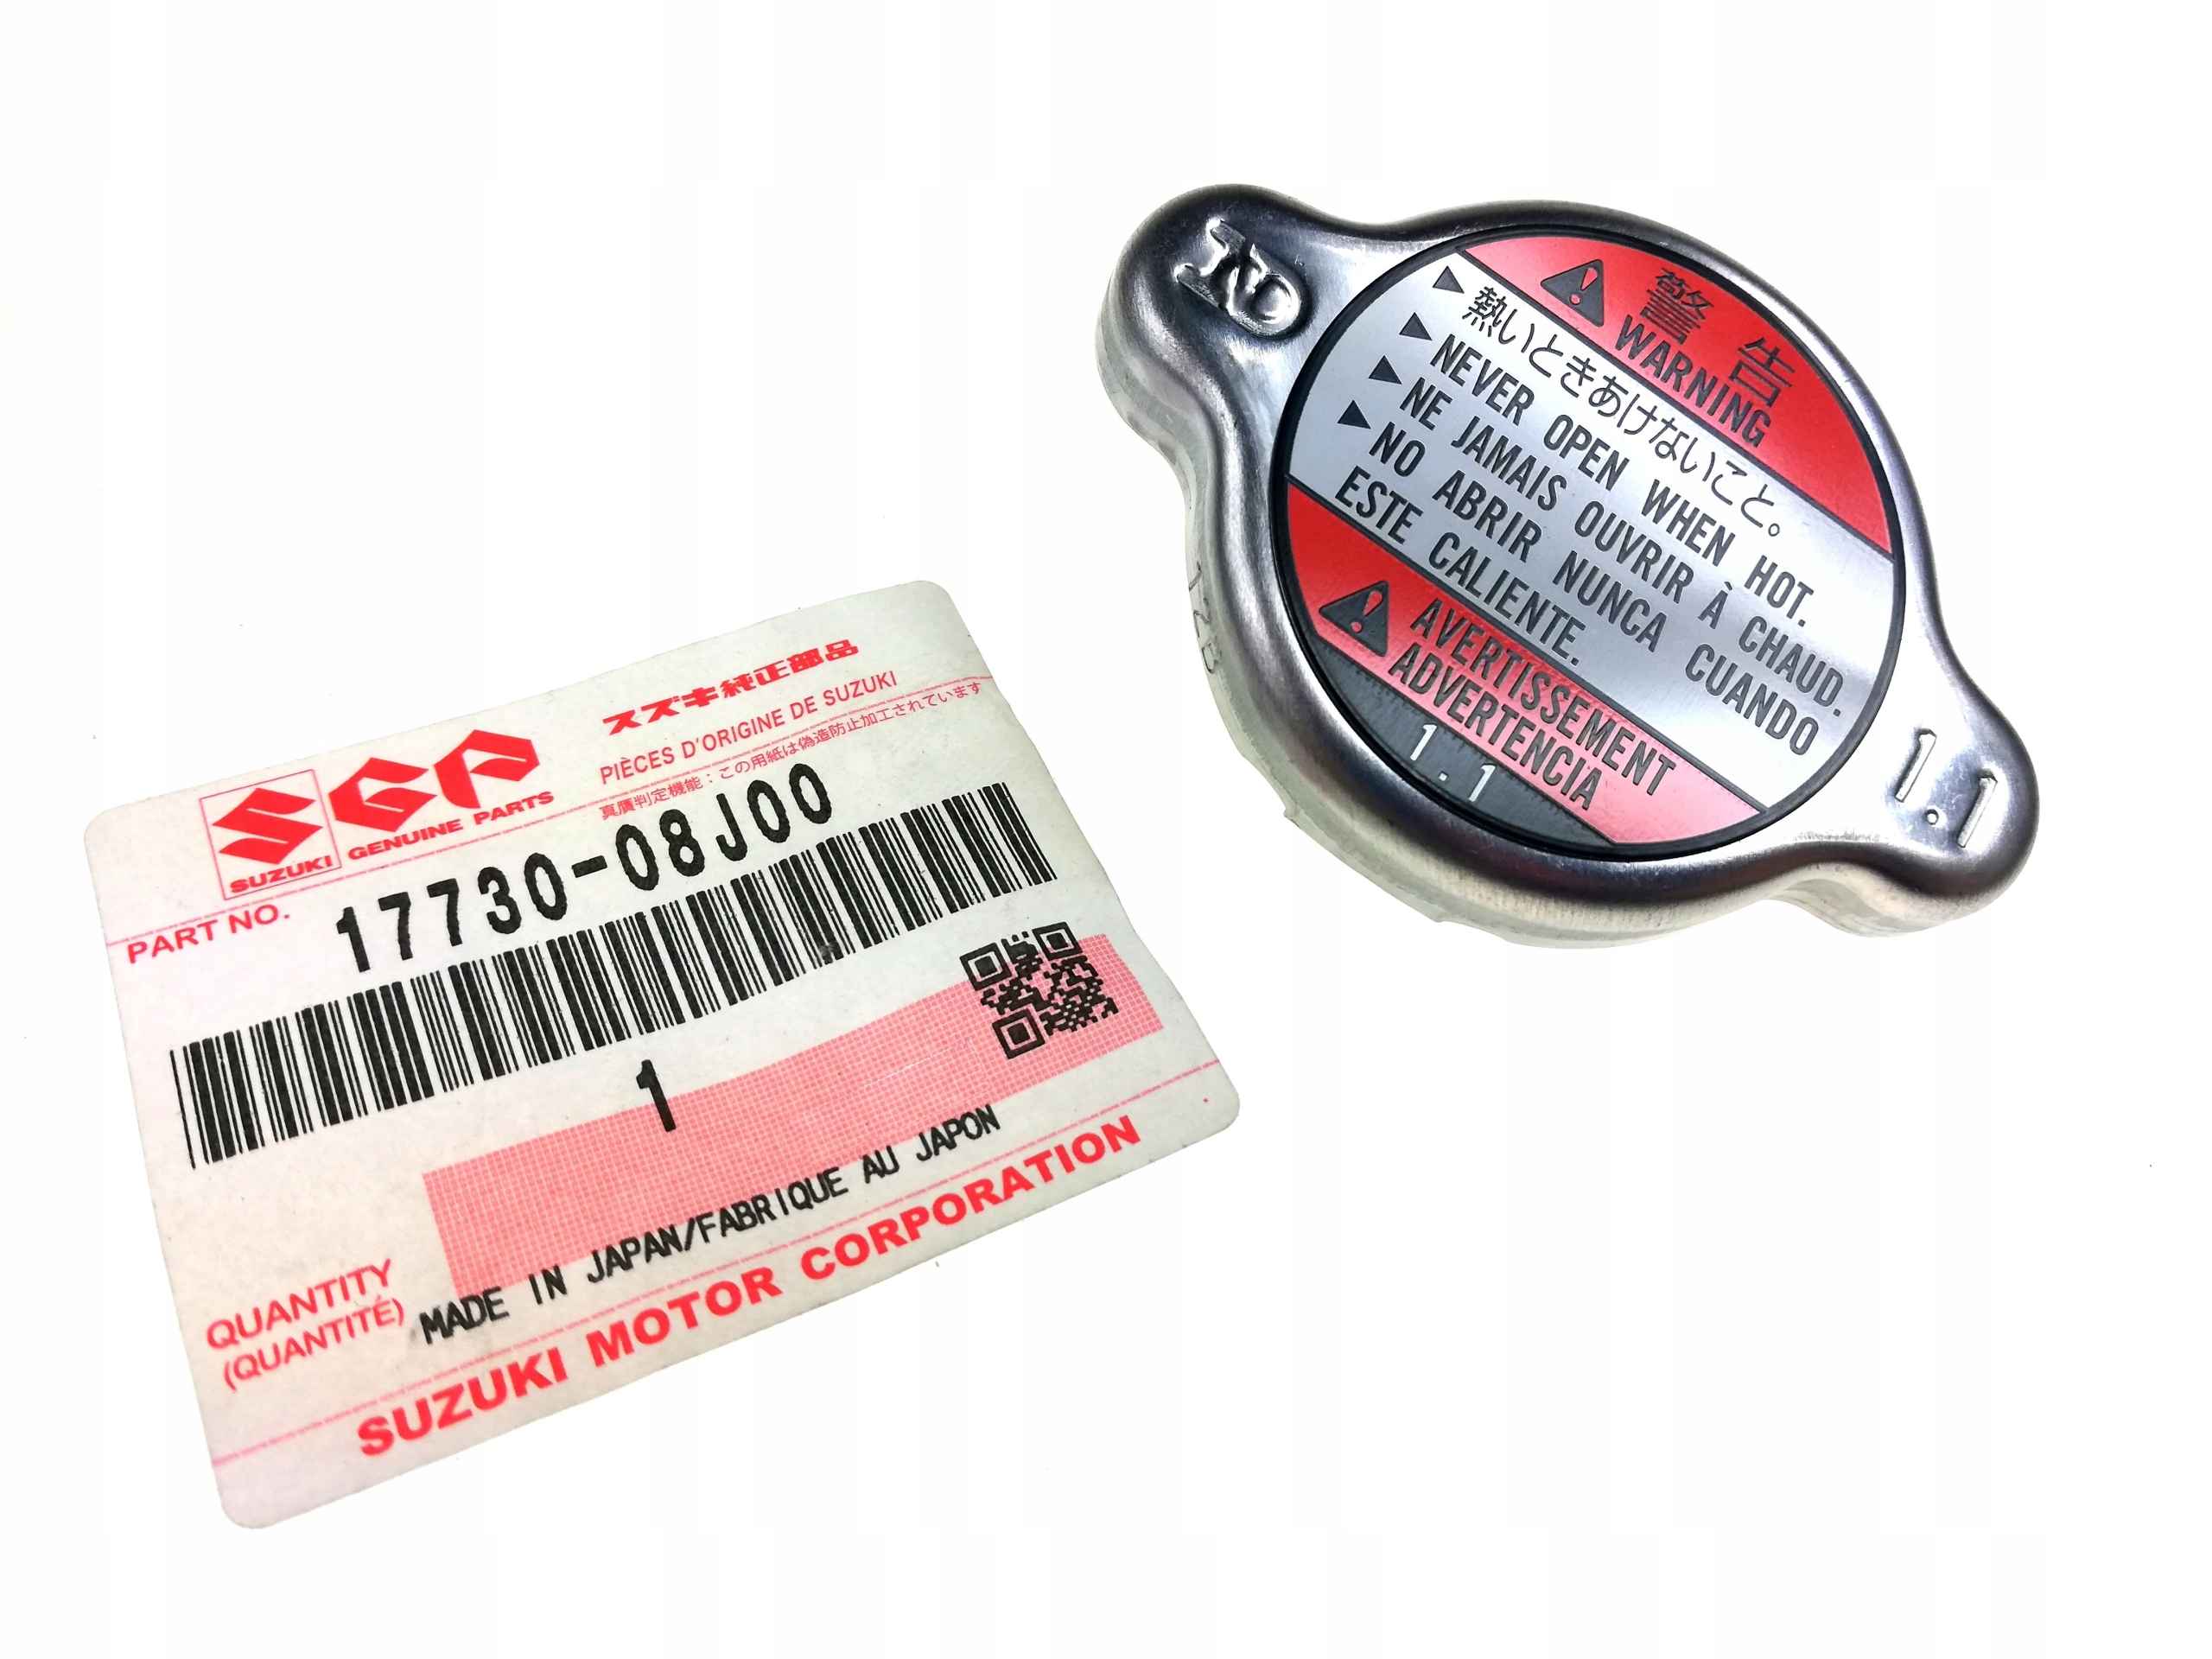 スズキ純正部品
PIÈCES D'ORIGINE DE SUZUKI
真贋判定機能：この用紙は偽造防止加工されています
SGP
GENUINE PARTS
SUZUKI
PART NO.
17730-08J00
1
QUANTITY
(QUANTITÉ)
MADE IN JAPAN/FABRIQUE AU JAPON
SUZUKI MOTOR CORPORATION
ND
警告
WARNING
熱いときあけないこと。
NEVER OPEN WHEN HOT.
NE JAMAIS OUVRIR À CHAUD.
NO ABRIR NUNCA CUANDO
ESTE CALIENTE.
AVERTISSEMENT
ADVERTENCIA
1.1
1.1